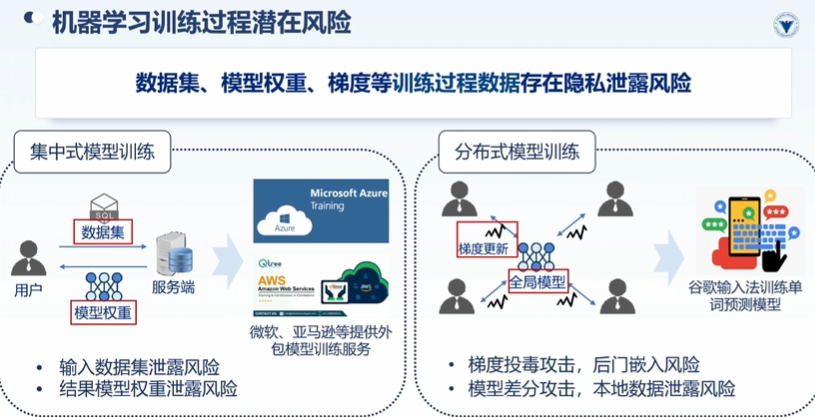 机器学习训练过程潜在风险
数据集、模型权重、梯度等训练过程数据存在隐私泄露风险
集中式模型训练
SQL
数据集
用户
服务端
模型权重
Microsoft Azure
Training
Azure
Qtree
AWS
Amazon Web Services
微软、亚马逊等提供外
包模型训练服务
• 输入数据集泄露风险
• 结果模型权重泄露风险
分布式模型训练
梯度更新
全局模型
谷歌输入法训练单
词预测模型
• 梯度投毒攻击，后门嵌入风险
• 模型差分攻击，本地数据泄露风险